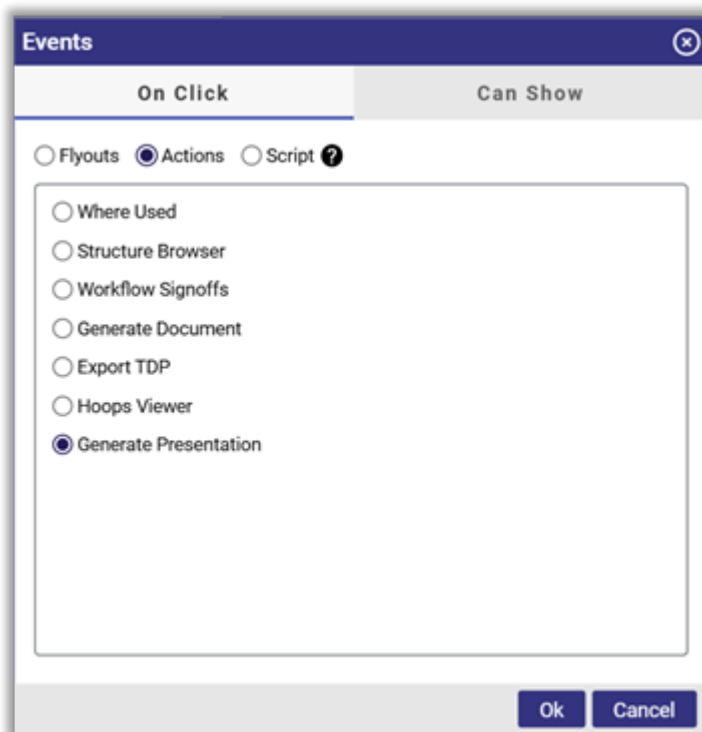 Events
On Click Can Show
Flyouts Actions Script ?
Where Used
Structure Browser
Workflow Signoffs
Generate Document
Export TDP
Hoops Viewer
Generate Presentation
Ok Cancel